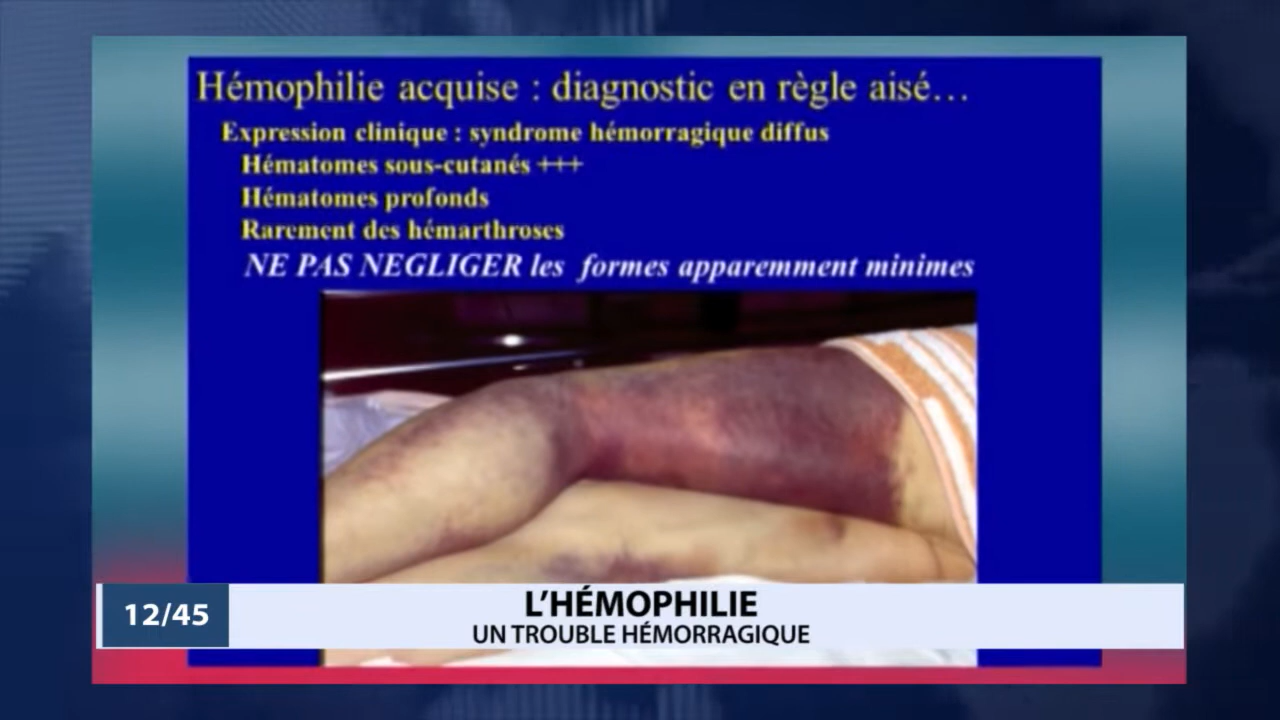 Hémophilie acquise : diagnostic en règle aisé…
Expression clinique : syndrome hémorragique diffus
Hématomes sous-cutanés +++
Hématomes profonds
Rarement des hémarthroses
NE PAS NEGLIGER les formes apparemment minimes
12/45
L’HÉMOPHILIE
UN TROUBLE HÉMORRAGIQUE